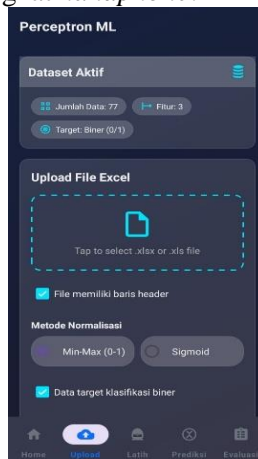 Perceptron ML
Dataset Aktif
Jumlah Data: 77
Fitur: 3
Target: Biner (0/1)
Upload File Excel
Tap to select .xlsx or .xls file
File memiliki baris header
Metode Normalisasi
Min-Max (0-1)
Sigmoid
Data target klasifikasi biner
Home Upload Latih Prediksi Evaluasi